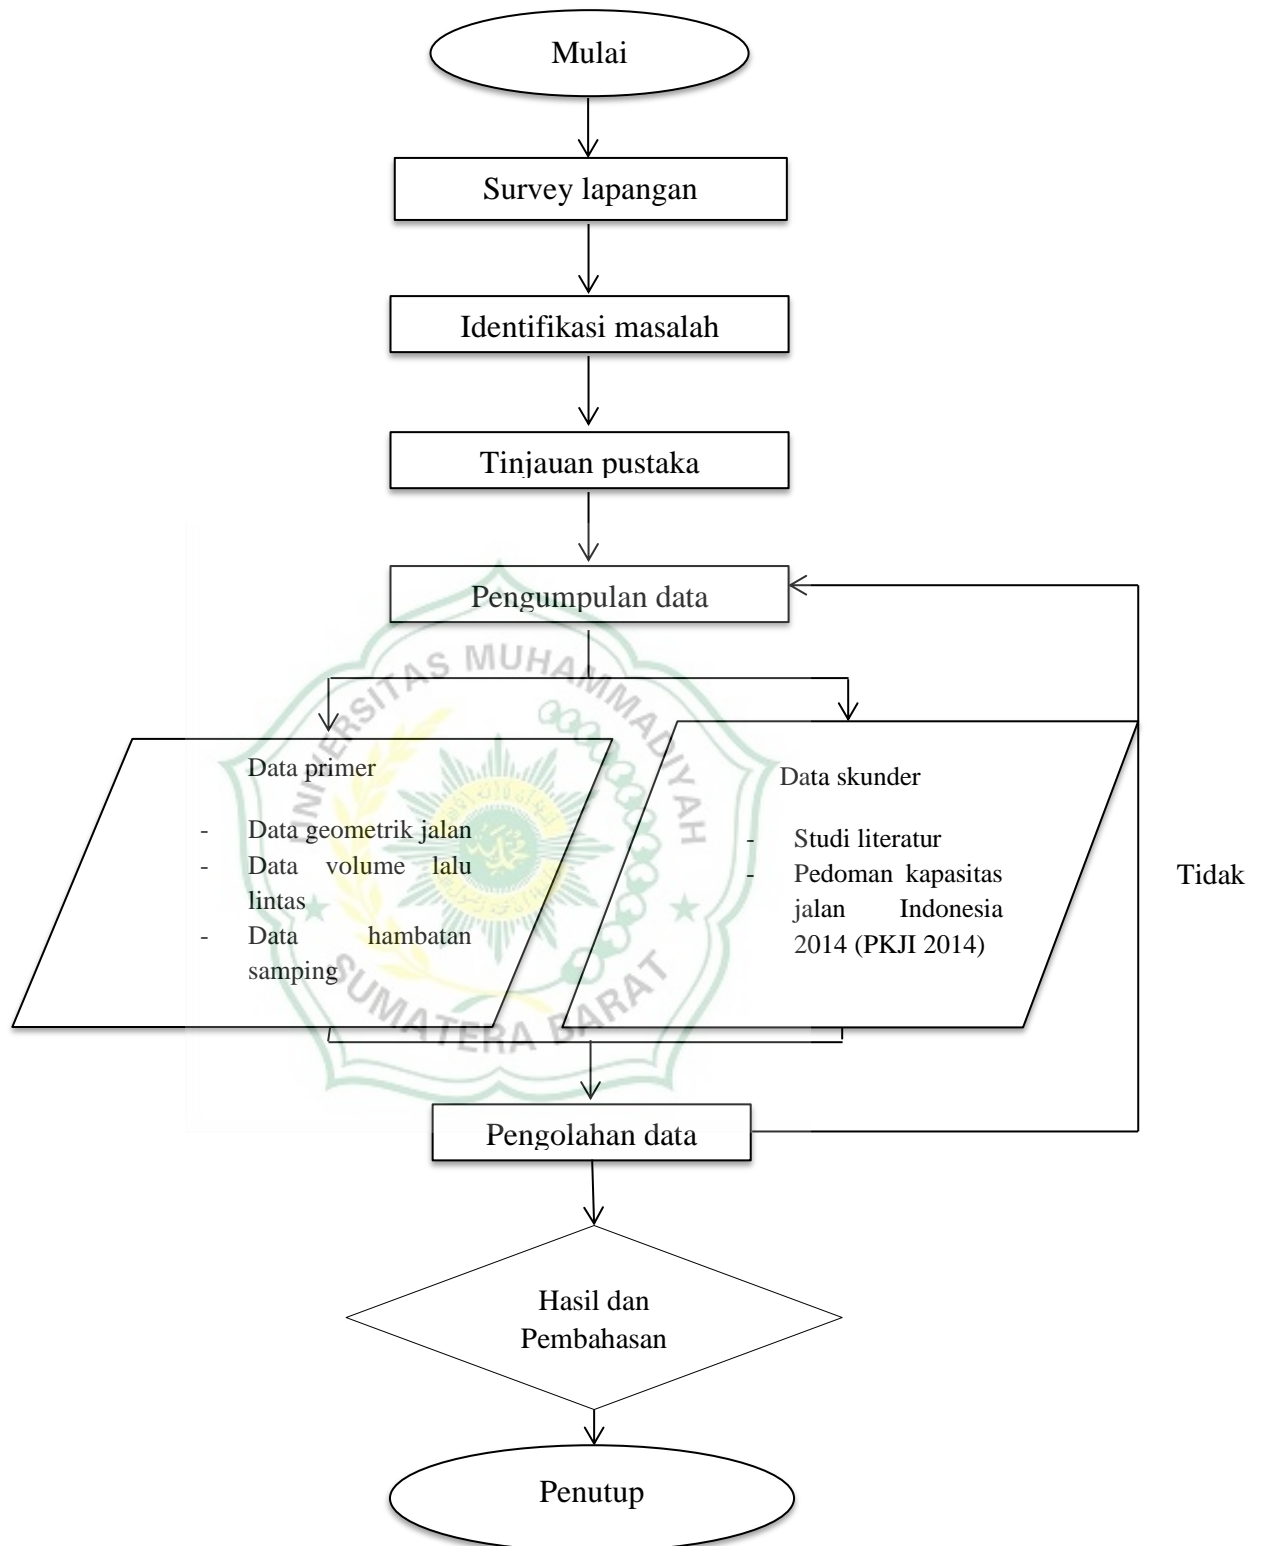 Mulai
Survey lapangan
Identifikasi masalah
Tinjauan pustaka
Pengumpulan data
UNIVERSITAS MUHAMMADIYAH
SUMATERA BARAT
Data primer
- Data geometrik jalan
- Data volume lalu
lintas
- Data hambatan
samping
Data skunder
- Studi literatur
- Pedoman kapasitas
jalan Indonesia
2014 (PKJI 2014)
Tidak
Pengolahan data
Hasil dan
Pembahasan
Penutup